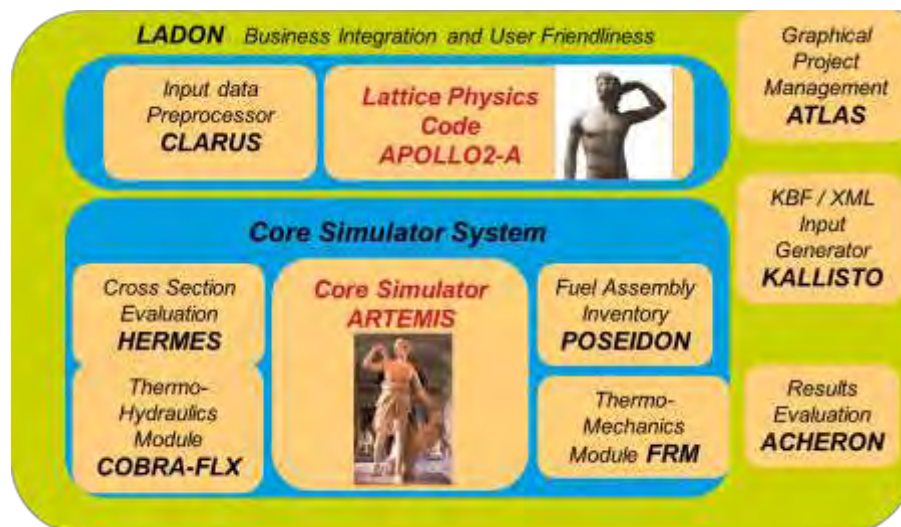 LADON Business Integration and User Friendliness
Input data
Preprocessor
CLARUS
Lattice Physics
Code
APOLLO2-A
Graphical
Project
Management
ATLAS
KBF / XML
Input
Generator
KALLISTO
Results
Evaluation
ACHERON
Core Simulator System
Cross Section
Evaluation
HERMES
Thermo-
Hydraulics
Module
COBRA-FLX
Core Simulator
ARTEMIS
Fuel Assembly
Inventory
POSEIDON
Thermo-
Mechanics
Module FRM